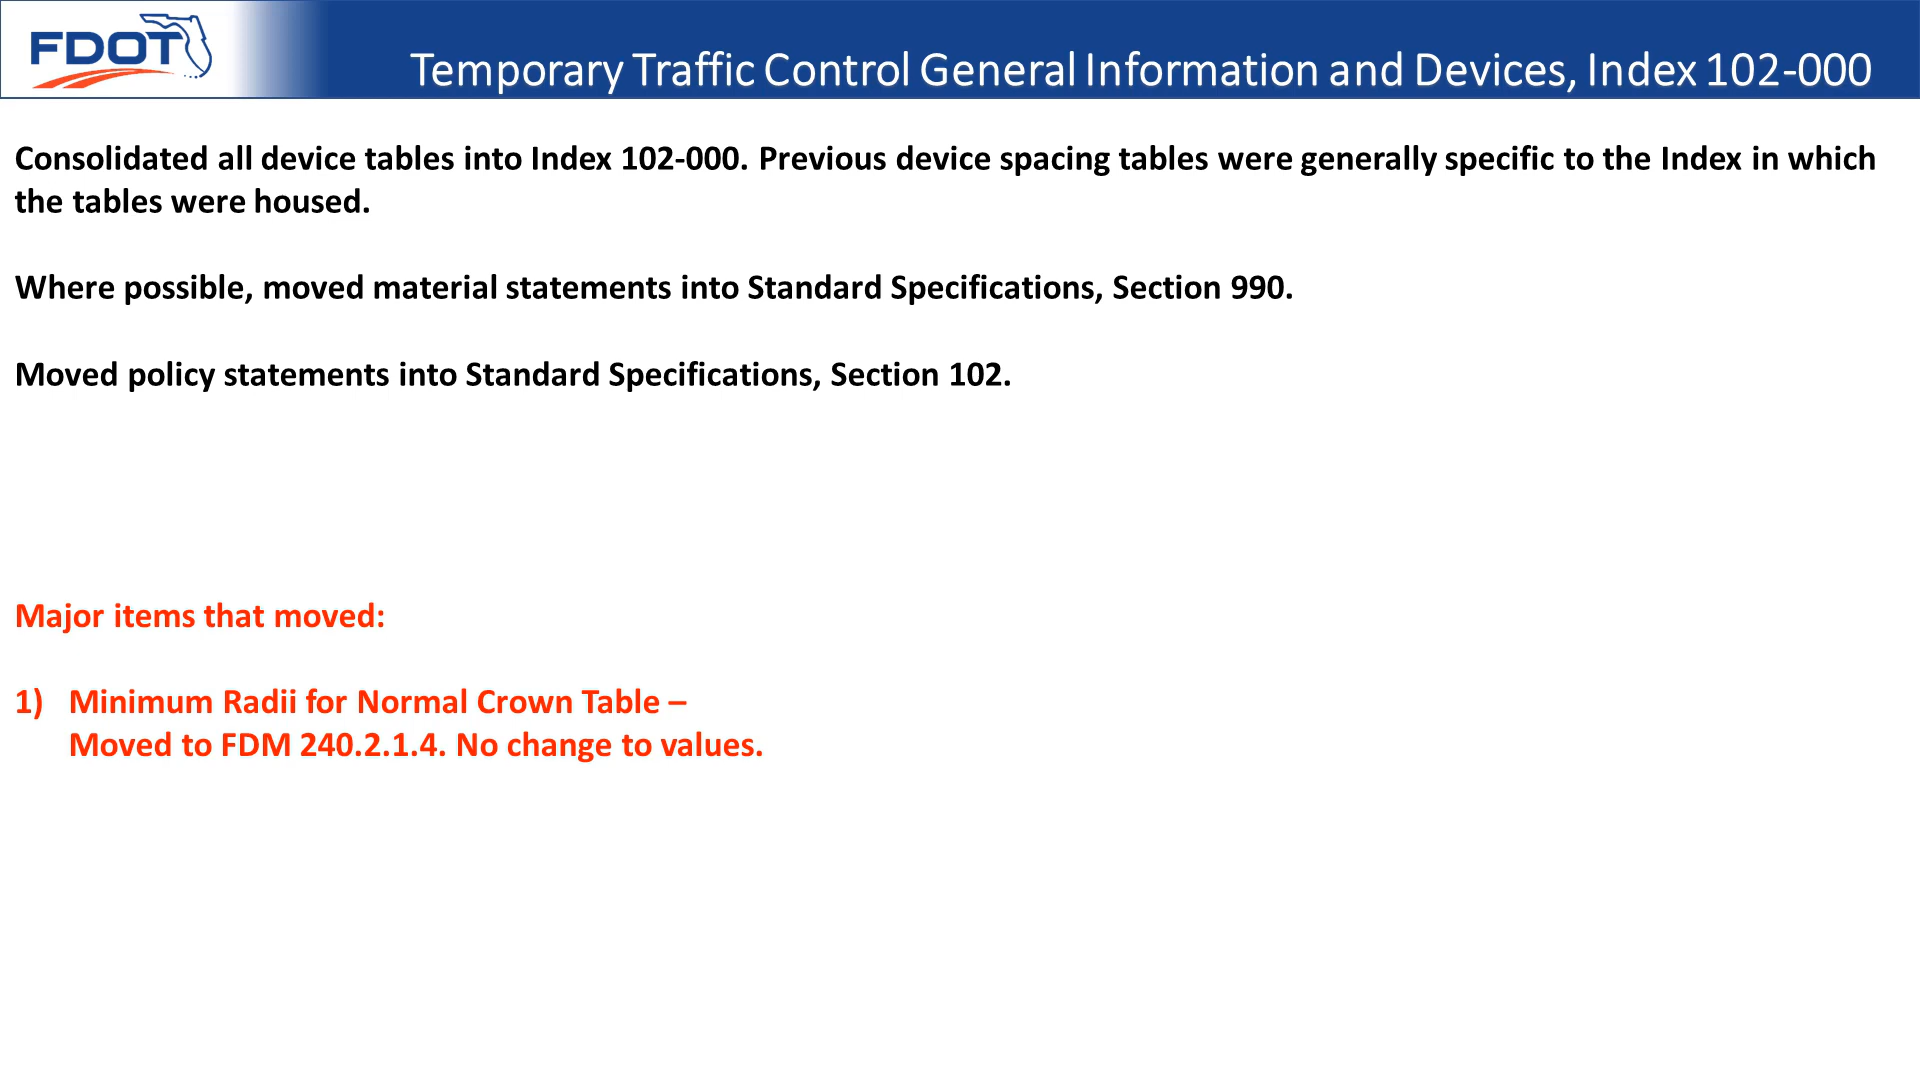 FDOT
Temporary Traffic Control General Information and Devices, Index 102-000
Consolidated all device tables into Index 102-000. Previous device spacing tables were generally specific to the Index in which
the tables were housed.
Where possible, moved material statements into Standard Specifications, Section 990.
Moved policy statements into Standard Specifications, Section 102.
Major items that moved:
1) Minimum Radii for Normal Crown Table –
Moved to FDM 240.2.1.4. No change to values.